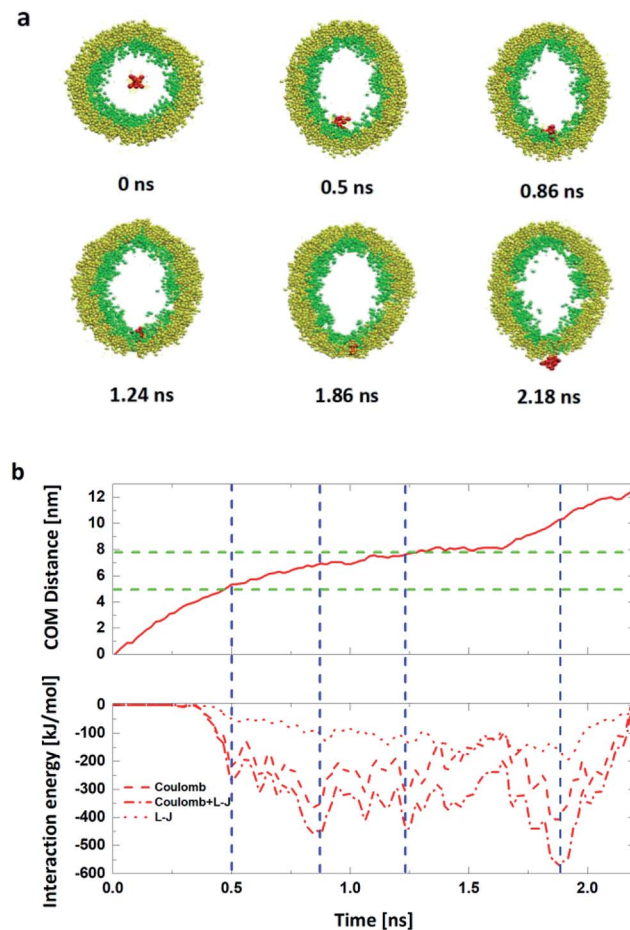 a
0 ns 0.5 ns 0.86 ns
1.24 ns 1.86 ns 2.18 ns
b
COM Distance [nm]
12
10
8
6
4
2
0
Interaction energy [kJ/mol]
0
-100
-200
-300
-400
-500
-600
Coulomb
Coulomb+L-J
L-J
0.0 0.5 1.0 1.5 2.0
Time [ns]